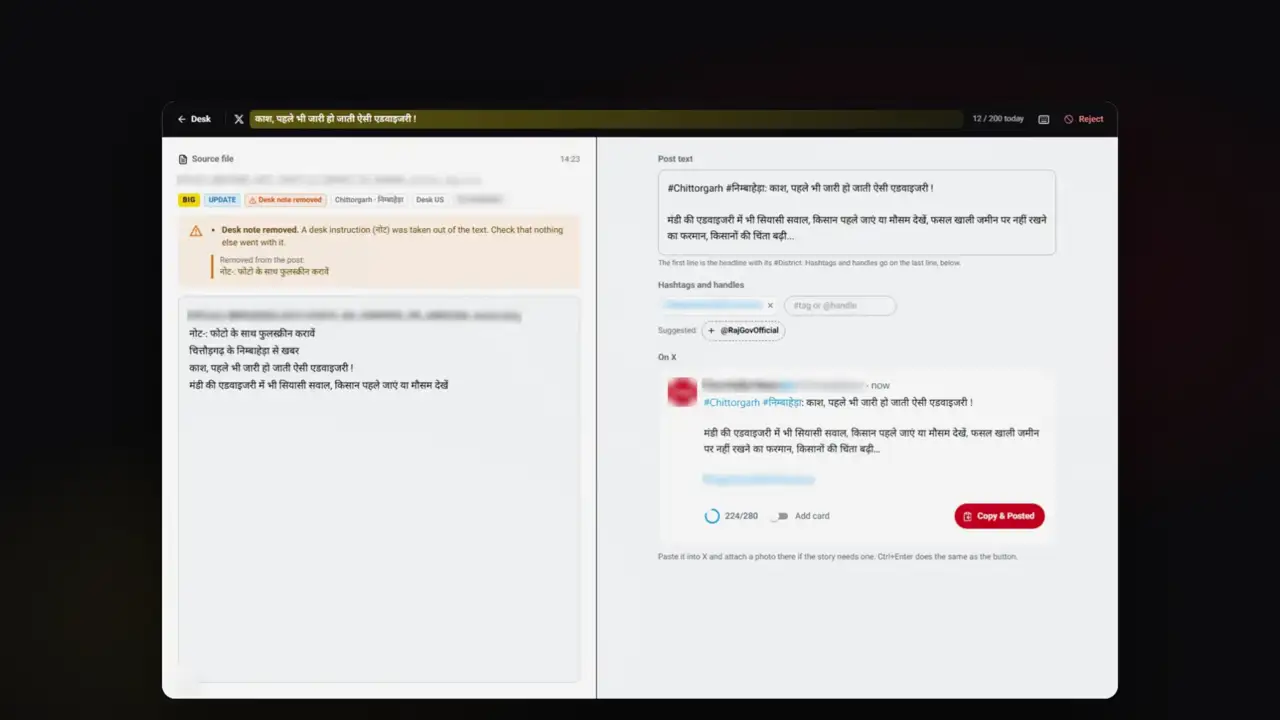 Desk
काश, पहले भी जारी हो जाती ऐसी एडवाइजरी !
12 / 200 today
Reject
Source file
14:23
BIG
UPDATE
Desk note removed
Chittorgarh - निम्बाहेड़ा
Desk US
• Desk note removed. A desk instruction (नोट) was taken out of the text. Check that nothing
else went with it.
Removed from the post:
नोट-: फोटो के साथ फुलस्क्रीन करावें
नोट-: फोटो के साथ फुलस्क्रीन करावें
चित्तौड़गढ़ के निम्बाहेड़ा से खबर
काश, पहले भी जारी हो जाती ऐसी एडवाइजरी !
मंडी की एडवाइजरी में भी सियासी सवाल, किसान पहले जाएं या मौसम देखें
Post text
#Chittorgarh #निम्बाहेड़ा: काश, पहले भी जारी हो जाती ऐसी एडवाइजरी !
मंडी की एडवाइजरी में भी सियासी सवाल, किसान पहले जाएं या मौसम देखें, फसल खाली जमीन पर नहीं रखने
का फरमान, किसानों की चिंता बढ़ी...
The first line is the headline with its #District. Hashtags and handles go on the last line, below.
Hashtags and handles
#tag or @handle
Suggested
+ @RajGovOfficial
On X
· now
#Chittorgarh #निम्बाहेड़ा: काश, पहले भी जारी हो जाती ऐसी एडवाइजरी !
मंडी की एडवाइजरी में भी सियासी सवाल, किसान पहले जाएं या मौसम देखें, फसल खाली जमीन
पर नहीं रखने का फरमान, किसानों की चिंता बढ़ी...
224/280
Add card
Copy & Posted
Paste it into X and attach a photo there if the story needs one. Ctrl+Enter does the same as the button.